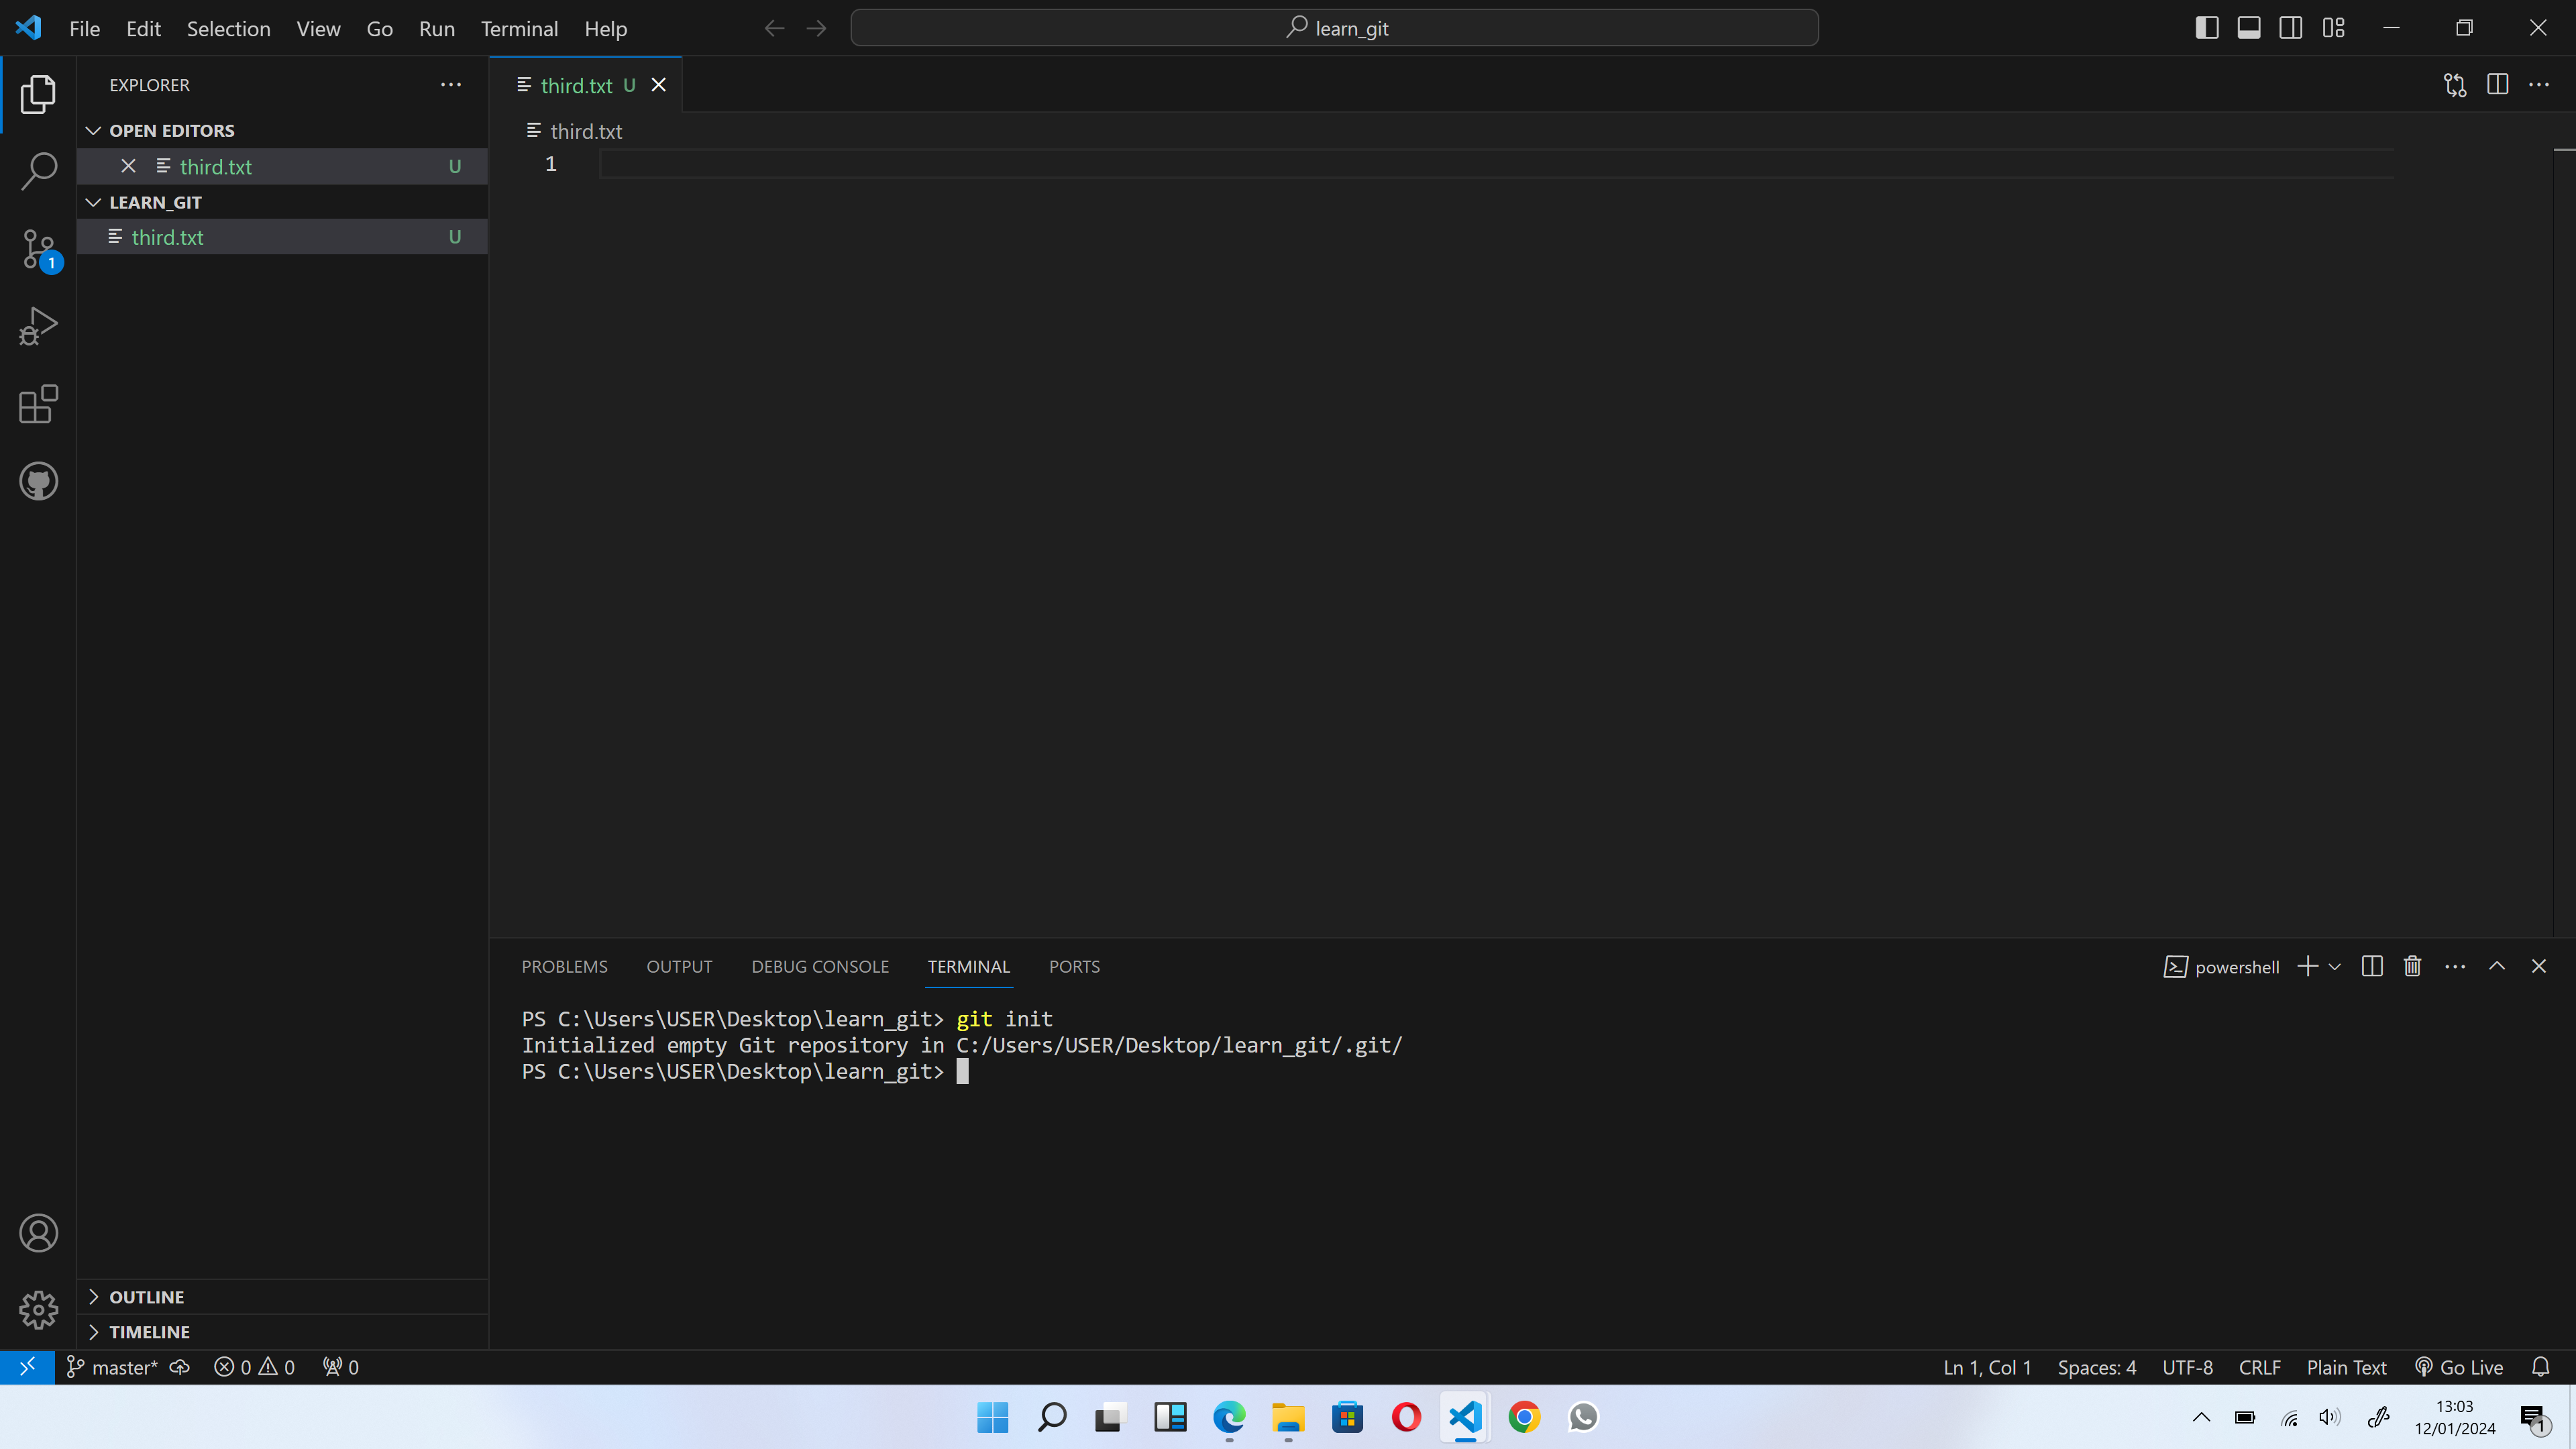 File Edit Selection View Go Run Terminal Help learn_git
EXPLORER
OPEN EDITORS
third.txt U
LEARN_GIT
third.txt U
1
OUTLINE
TIMELINE
third.txt U
third.txt
1
PROBLEMS OUTPUT DEBUG CONSOLE TERMINAL PORTS powershell
PS C:\Users\USER\Desktop\learn_git> git init
Initialized empty Git repository in C:/Users/USER/Desktop/learn_git/.git/
PS C:\Users\USER\Desktop\learn_git>
master* 0 0 0 Ln 1, Col 1 Spaces: 4 UTF-8 CRLF Plain Text Go Live
13:03
12/01/2024
1